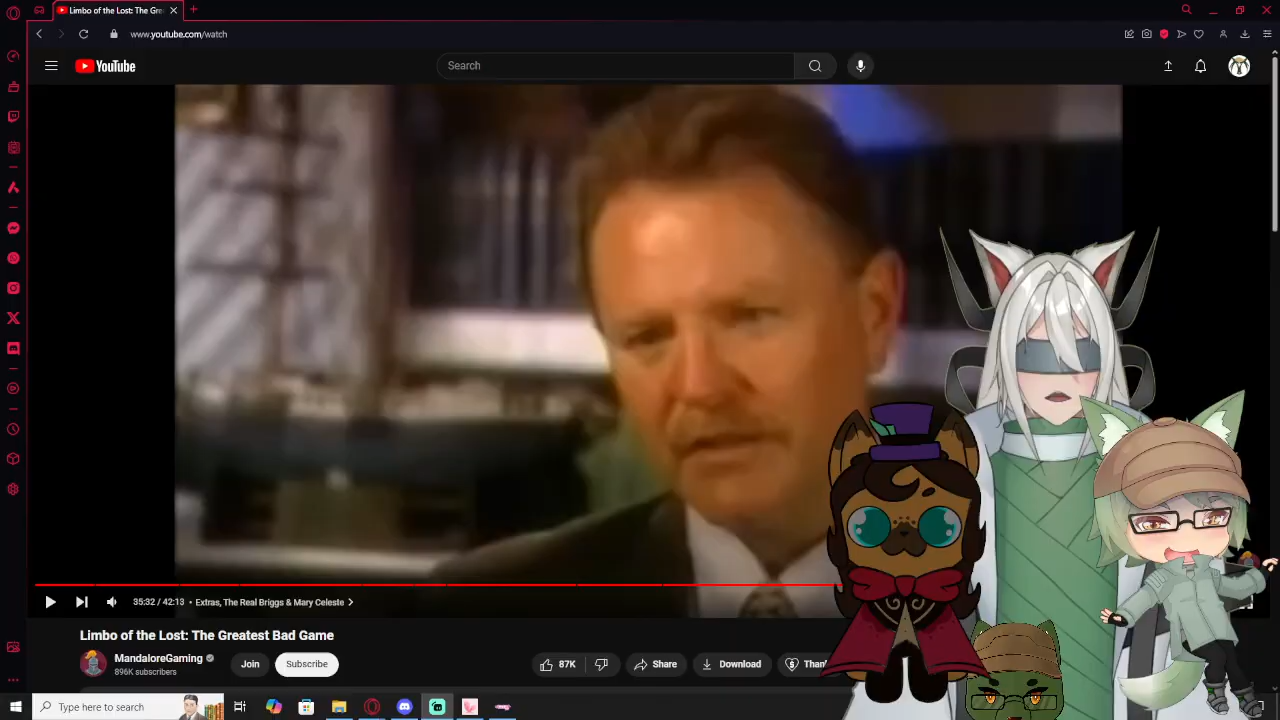 Limbo of the Lost: The Gre
www.youtube.com/watch
YouTube
Search
35:32 / 42:13 • Extras, The Real Briggs & Mary Celeste >
Limbo of the Lost: The Greatest Bad Game
MandaloreGaming
896K subscribers
Join
Subscribe
87K
Share
Download
Than
Type here to search